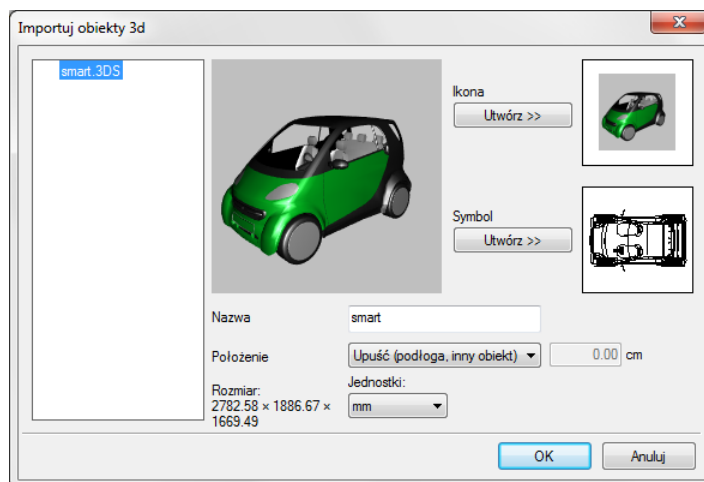 Importuj obiekty 3d
smart.3DS
Ikona
Utwórz >>
Symbol
Utwórz >>
Nazwa
smart
Położenie
Upuść (podłoga, inny obiekt)
0.00 cm
Rozmiar:
2782.58 × 1886.67 ×
1669.49
Jednostki:
mm
OK
Anuluj